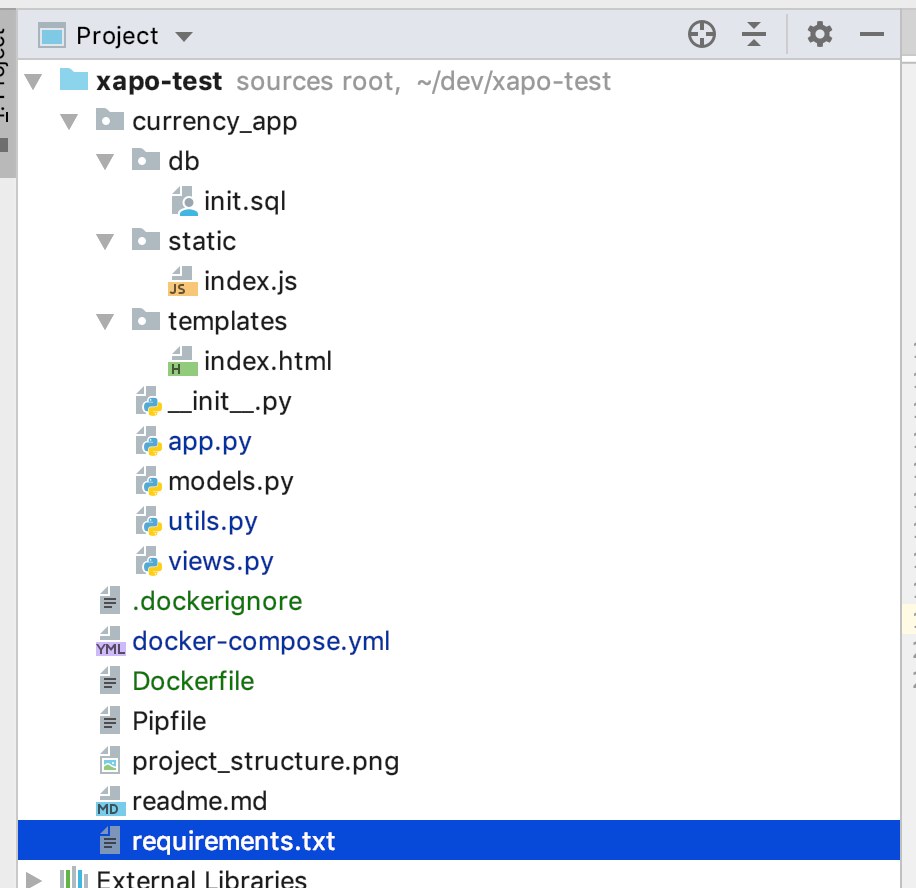 Project
xapo-test sources root, ~/dev/xapo-test
currency_app
db
init.sql
static
JS index.js
templates
H index.html
__init__.py
app.py
models.py
utils.py
views.py
.dockerignore
YML docker-compose.yml
Dockerfile
Pipfile
project_structure.png
MD readme.md
requirements.txt
External Libraries